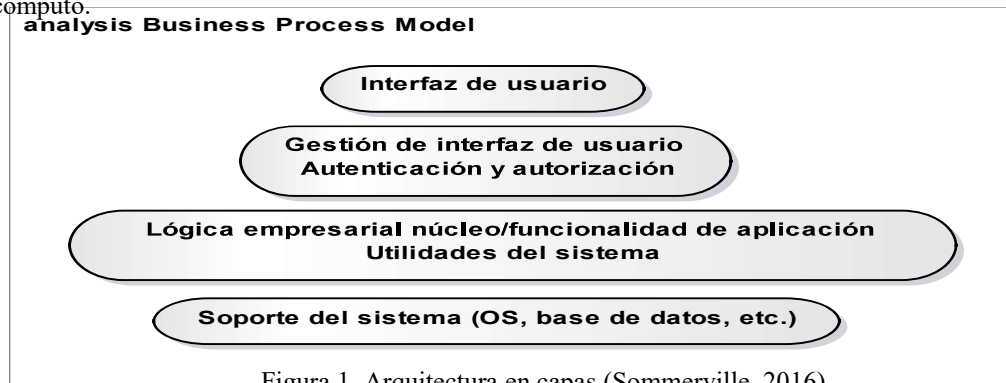 computo.
analysis Business Process Model
Interfaz de usuario
Gestión de interfaz de usuario
Autenticación y autorización
Lógica empresarial núcleo/funcionalidad de aplicación
Utilidades del sistema
Soporte del sistema (OS, base de datos, etc.)
Figura 1. Arquitectura en capas (Sommerville, 2016)